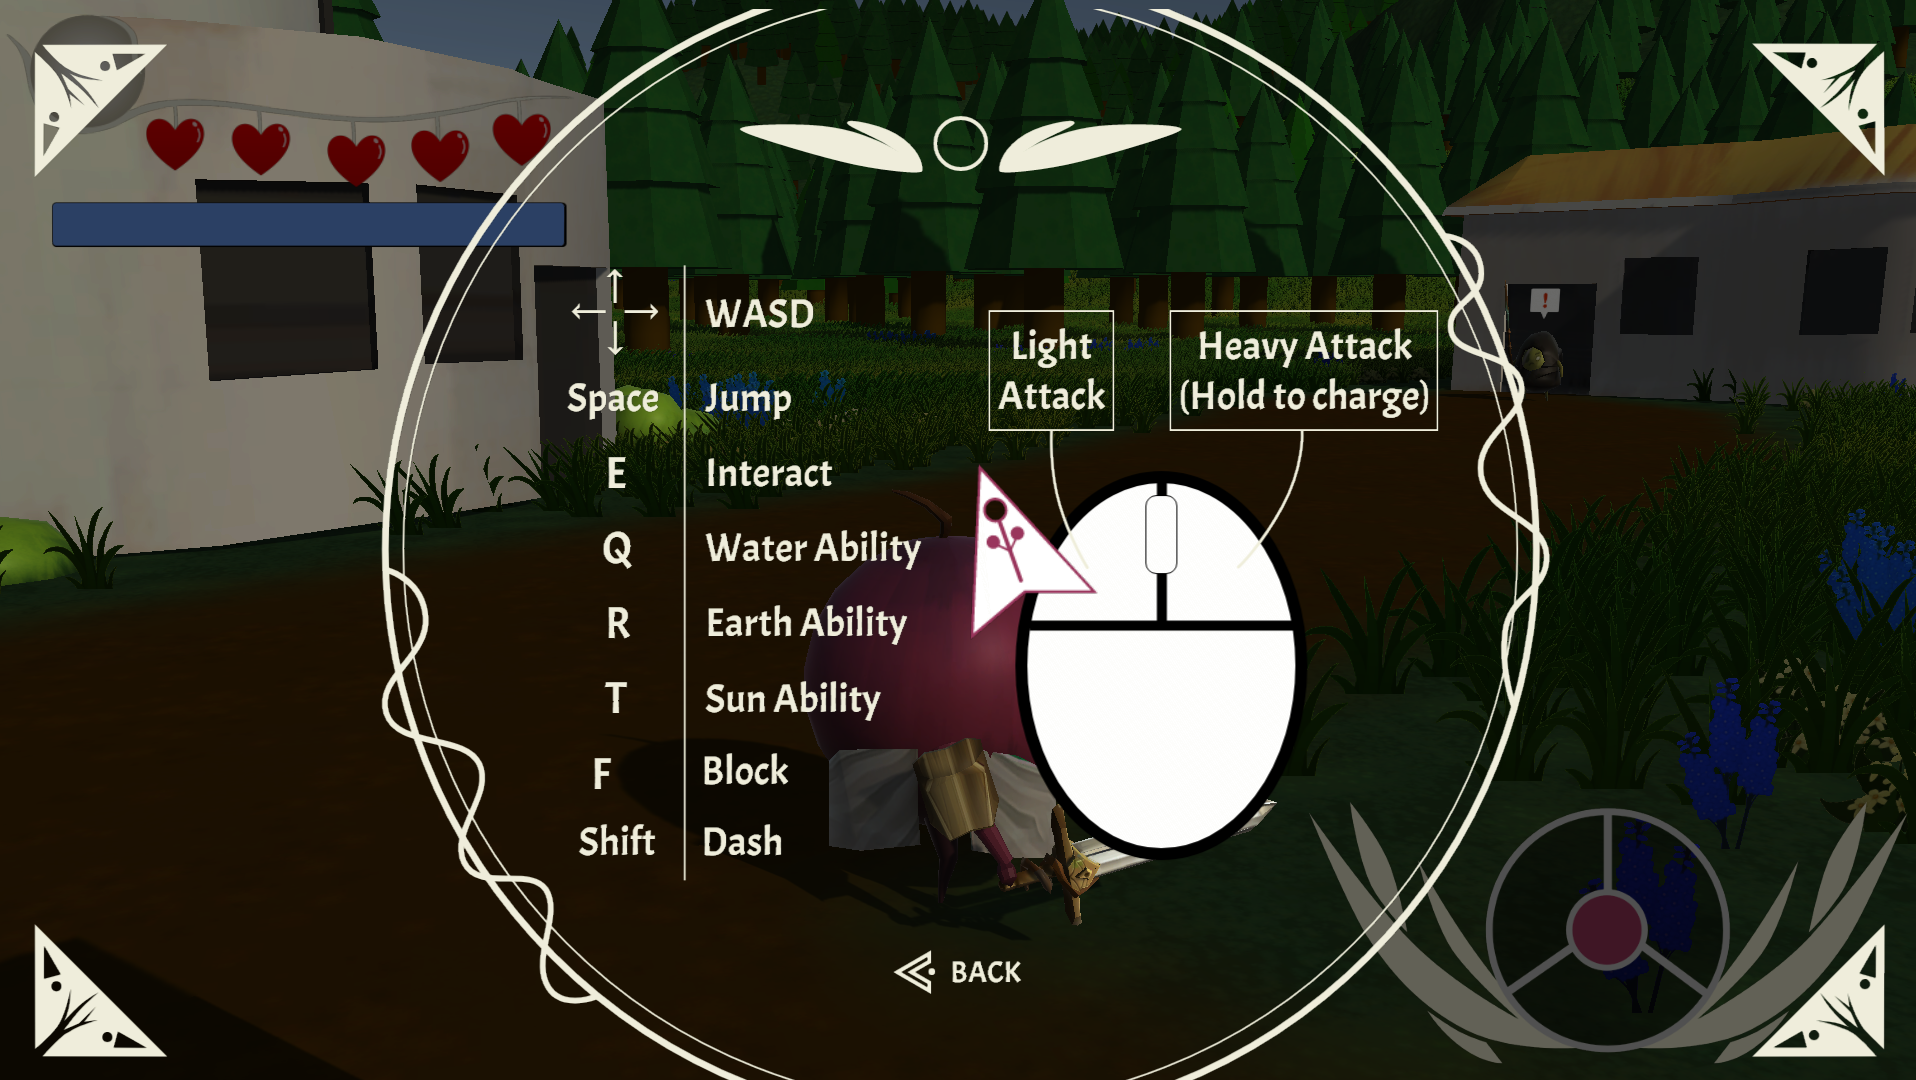 WASD
Space Jump
E Interact
Q Water Ability
R Earth Ability
T Sun Ability
F Block
Shift Dash
Light
Attack
Heavy Attack
(Hold to charge)
!
BACK